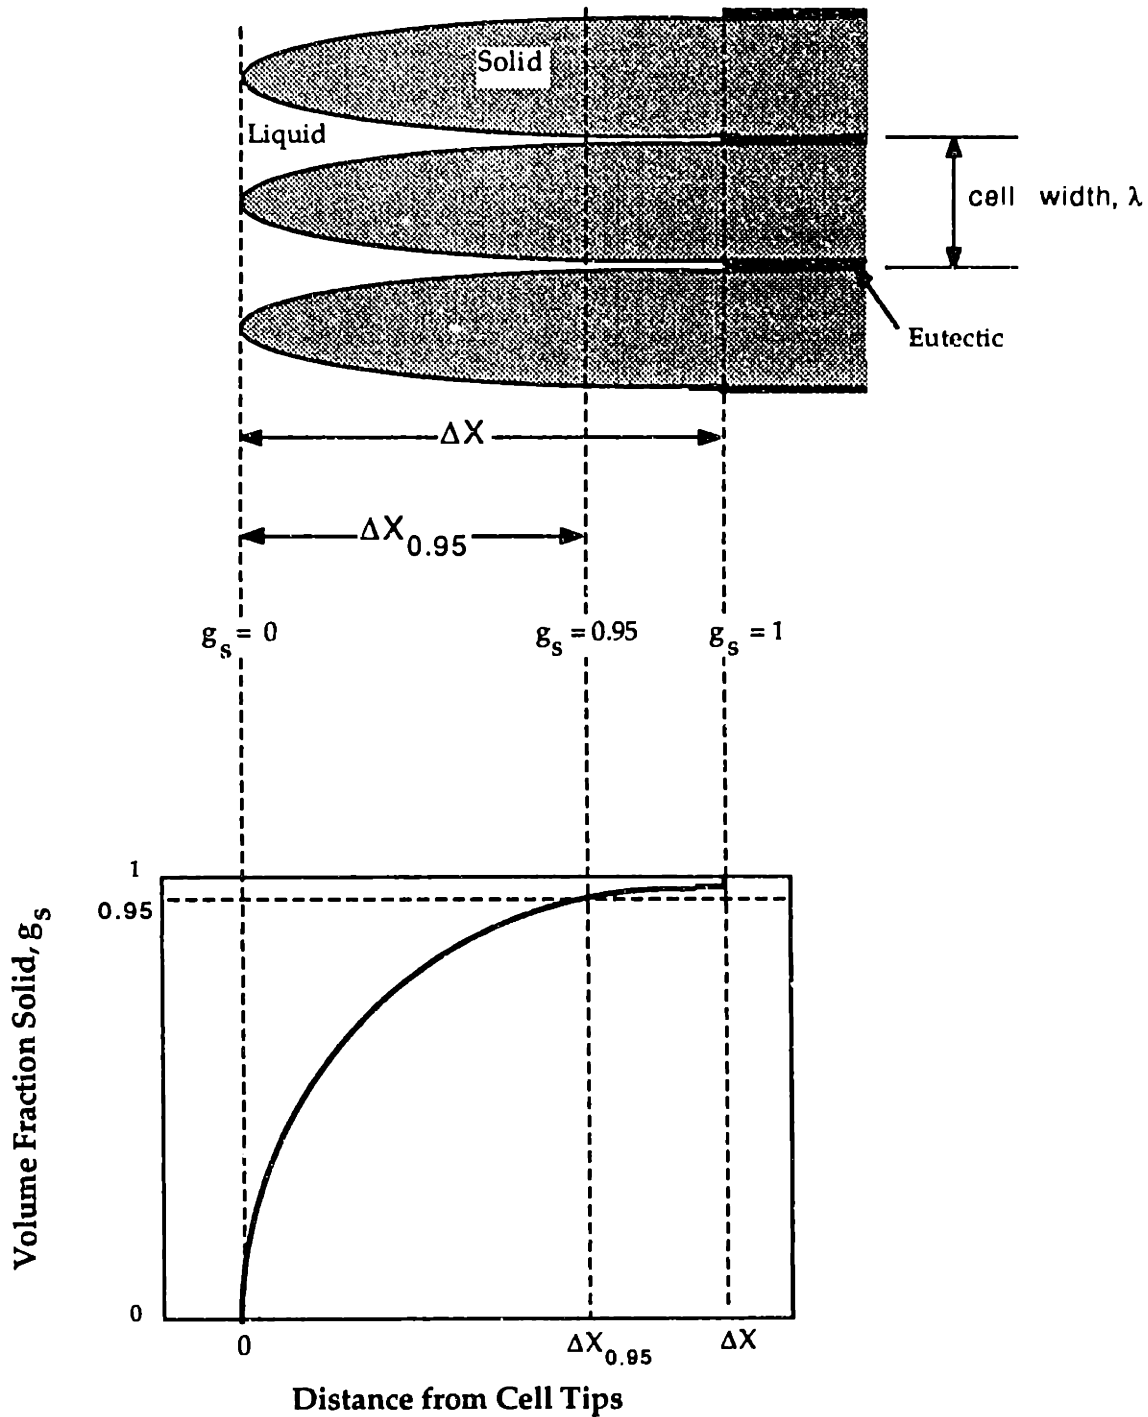 Solid
Liquid
cell width, λ
Eutectic
ΔX
ΔX0.95
gs = 0
gs = 0.95
gs = 1
1
0.95
Volume Fraction Solid, gs
0
0
ΔX0.95
ΔX
Distance from Cell Tips